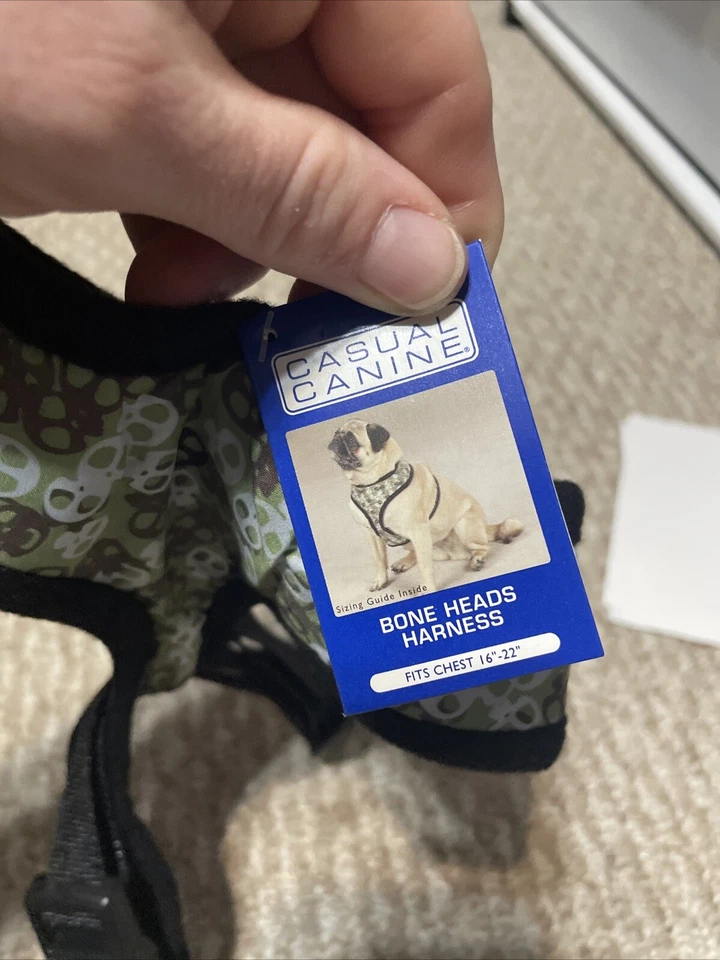 CASUAL
CANINE®
Sizing Guide Inside
BONE HEADS
HARNESS
FITS CHEST 16"-22"